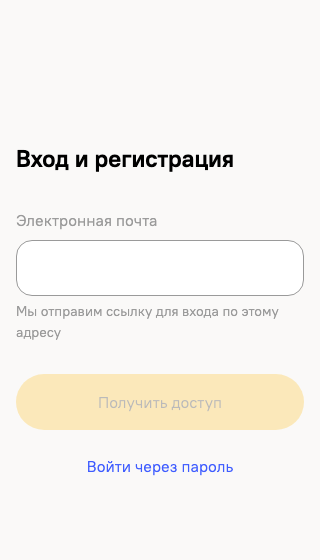 Вход и регистрация
Электронная почта
Мы отправим ссылку для входа по этому
адресу
Получить доступ
Войти через пароль